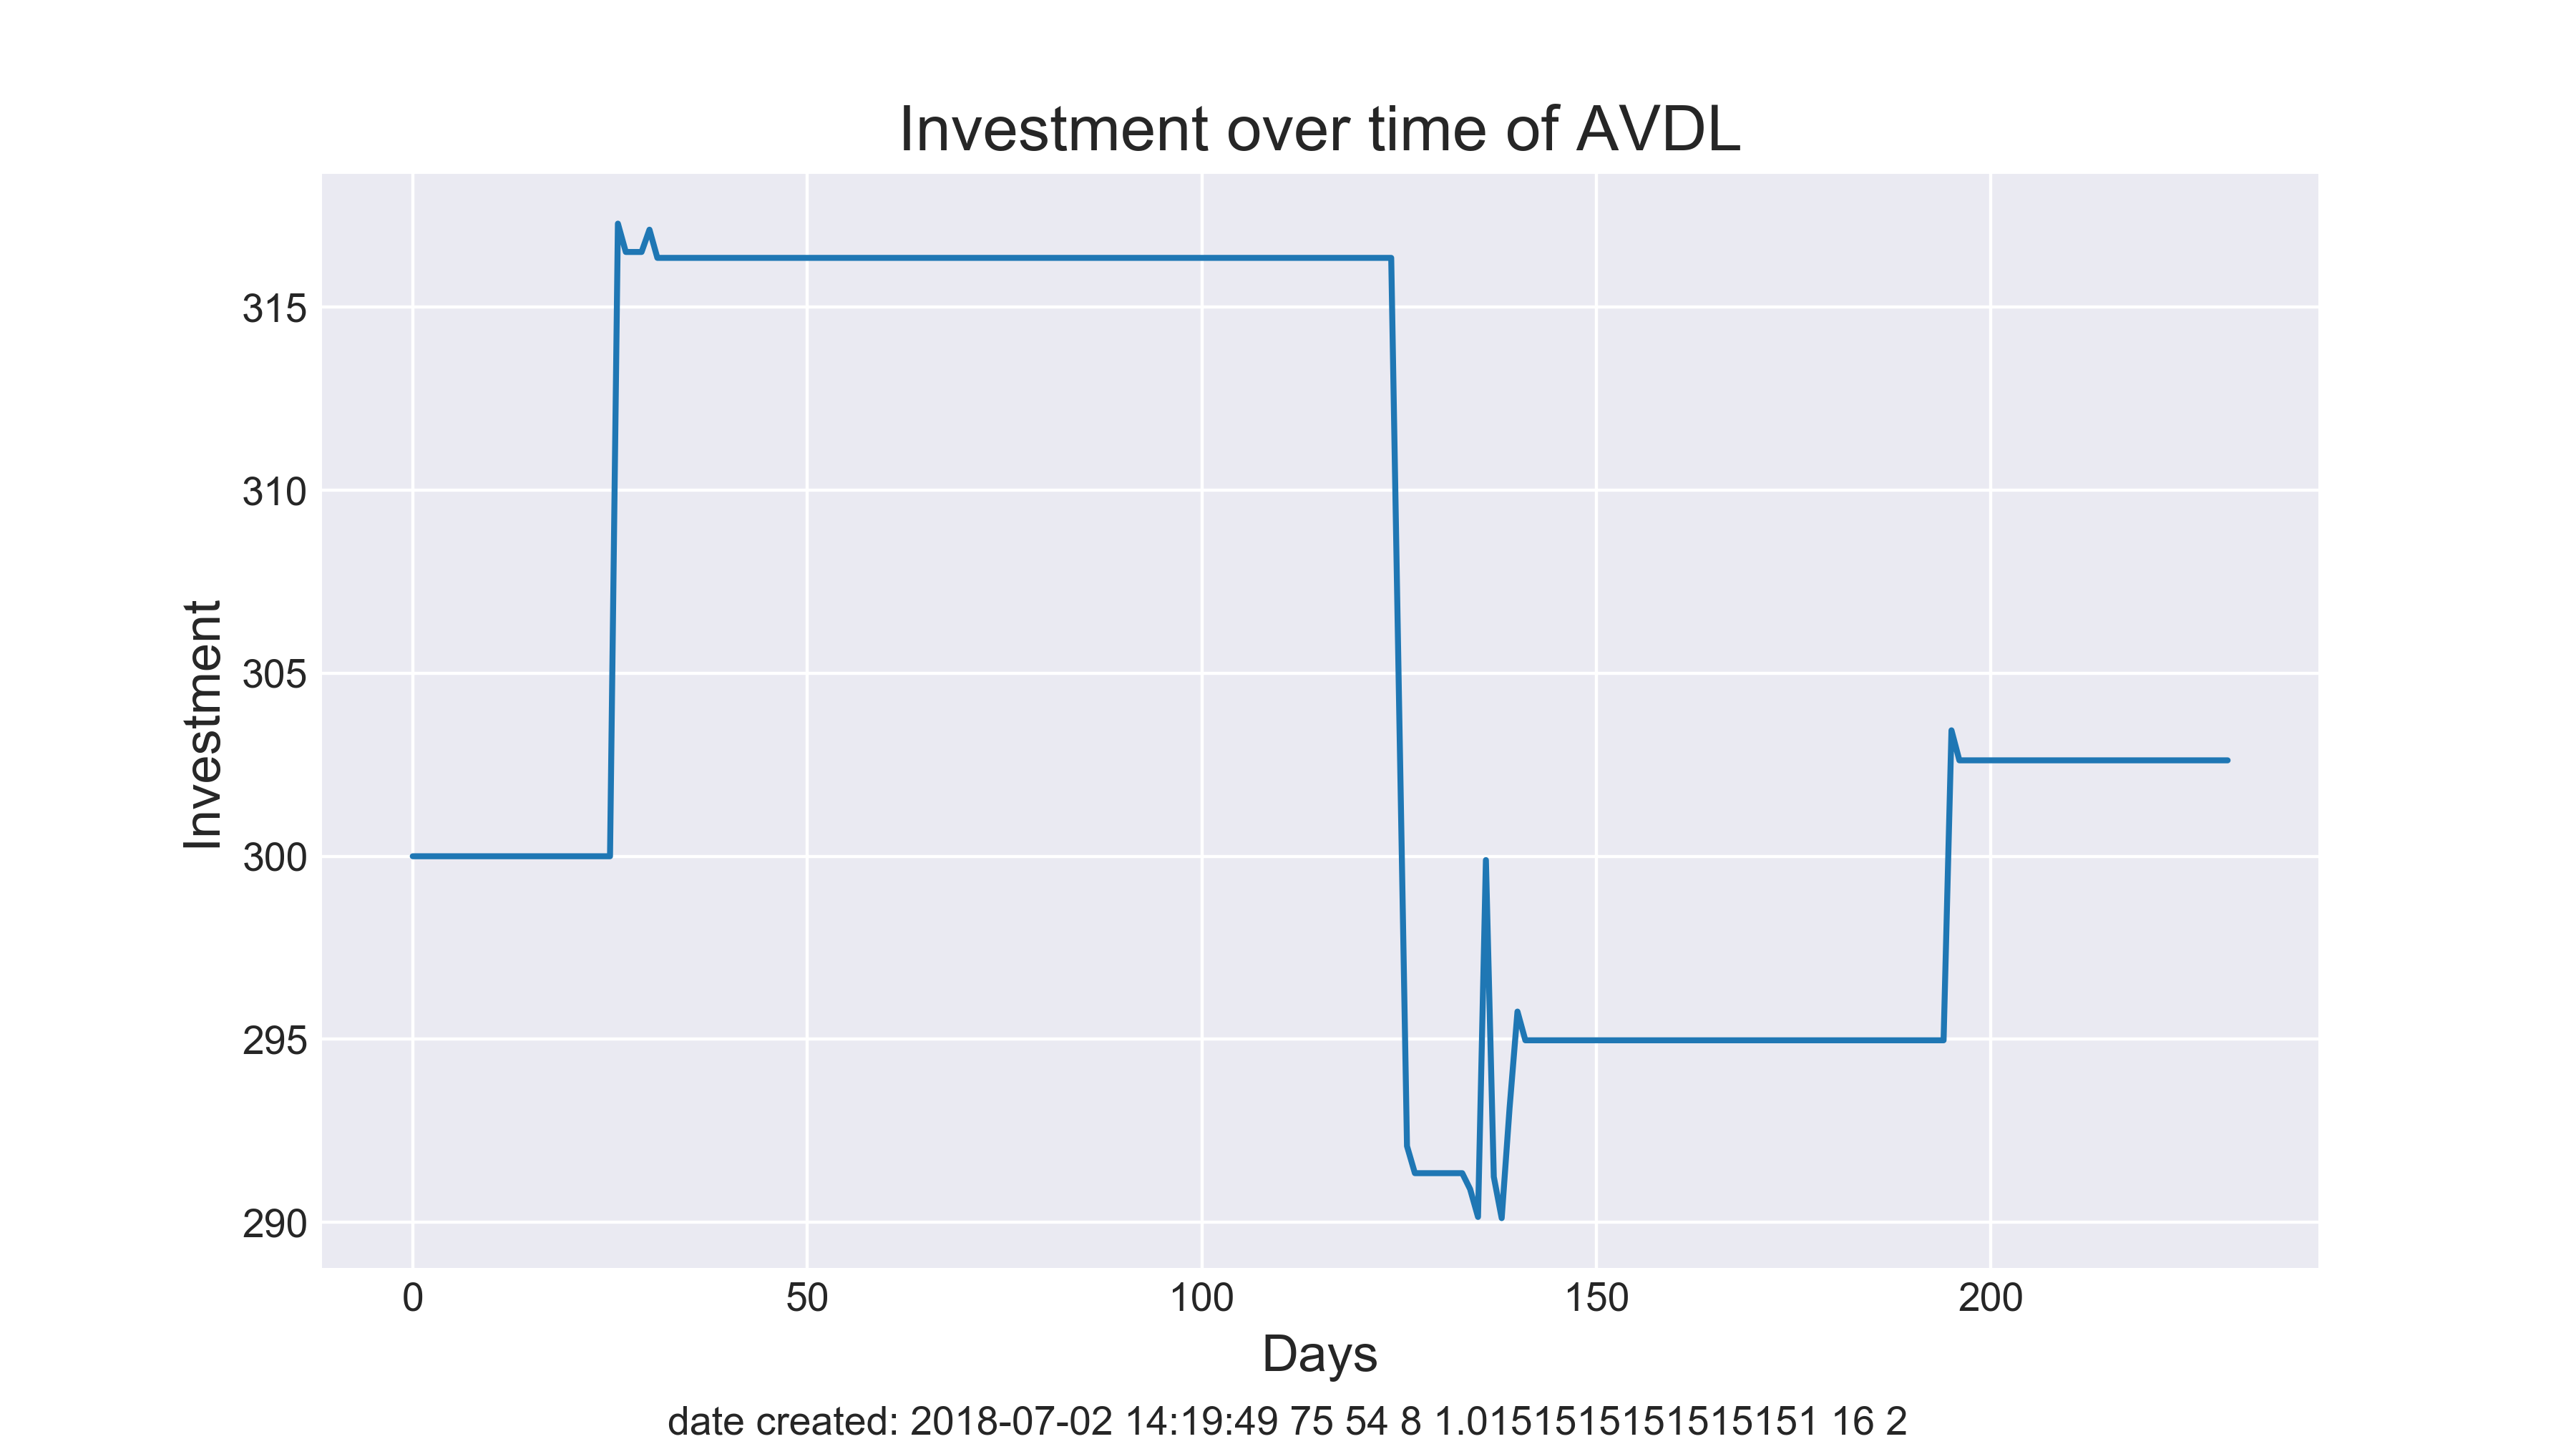 Investment over time of AVDL
315
310
305
300
295
290
Investment
0 50 100 150 200
Days
date created: 2018-07-02 14:19:49 75 54 8 1.0151515151515151 16 2